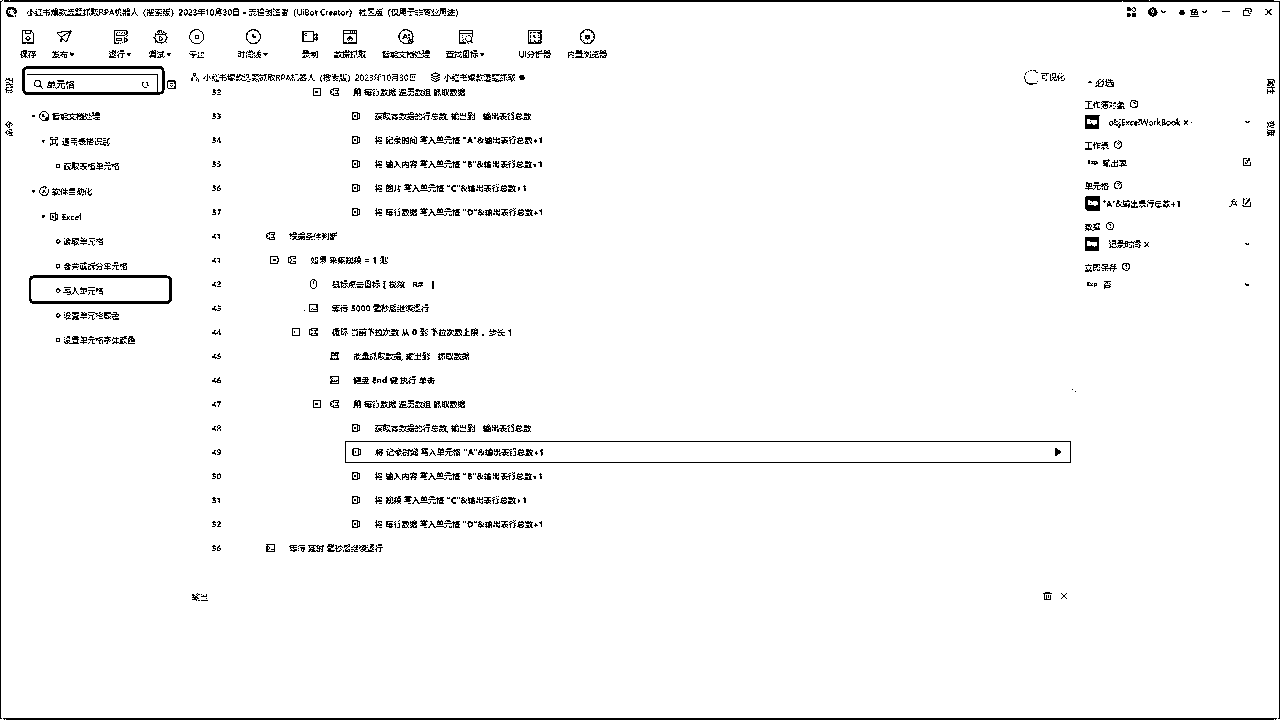 小红书爆款选题抓取RPA机器人（搜索版）2023年10月30日 - 流程创造者（UiBot Creator） 社区版（仅用于非商业用途）
保存 发布 运行 调试 停止 时间线 录制 数据抓取 智能文档处理 查找图标 UI分析器 内置浏览器
单元格
小红书爆款选题抓取RPA机器人（搜索版）2023年10月30日 小红书爆款选题抓取
可视化
智能文档处理
通用表格识别
获取表格单元格
软件自动化
Excel
读取单元格
合并或拆分单元格
写入单元格
设置单元格颜色
设置单元格字体颜色
32 用 每行数据 遍历数组 抓取数据
33 获取有数据的行总数, 输出到 输出表行总数
34 将 记录时间 写入单元格 "A"&输出表行总数+1
35 将 输入内容 写入单元格 "B"&输出表行总数+1
36 将 图片 写入单元格 "C"&输出表行总数+1
37 将 每行数据 写入单元格 "D"&输出表行总数+1
41 根据条件判断
41 如果 采集视频 = 1 则
42 鼠标点击目标
43 等待 5000 毫秒后继续运行
44 循环 当前下拉次数 从 0 到 下拉次数上限 , 步长 1
45 批量抓取数据, 输出到 抓取数据
46 键盘 End 键 执行 单击
47 用 每行数据 遍历数组 抓取数据
48 获取有数据的行总数, 输出到 输出表行总数
49 将 记录时间 写入单元格 "A"&输出表行总数+1
50 将 输入内容 写入单元格 "B"&输出表行总数+1
51 将 视频 写入单元格 "C"&输出表行总数+1
52 将 每行数据 写入单元格 "D"&输出表行总数+1
56 等待 延时 毫秒后继续运行
输出
必选
工作簿对象
Exp objExcelWorkBook ×
工作表
Exp 输出表
单元格
Exp "A"&输出表行总数+1
数据
Exp 记录时间 ×
立即保存
Exp 否